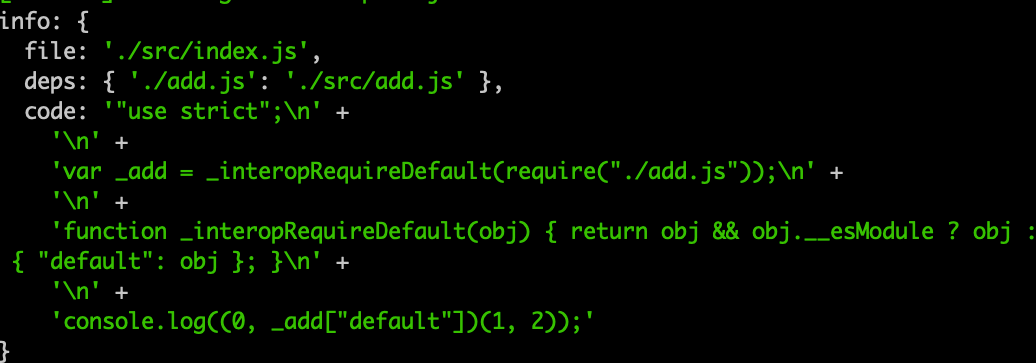 info: {
  file: './src/index.js',
  deps: { './add.js': './src/add.js' },
  code: '"use strict";\n' +
    '\n' +
    'var _add = _interopRequireDefault(require("./add.js"));\n' +
    '\n' +
    'function _interopRequireDefault(obj) { return obj && obj.__esModule ? obj :
 { "default": obj }; }\n' +
    '\n' +
    'console.log((0, _add["default"])(1, 2));'
}